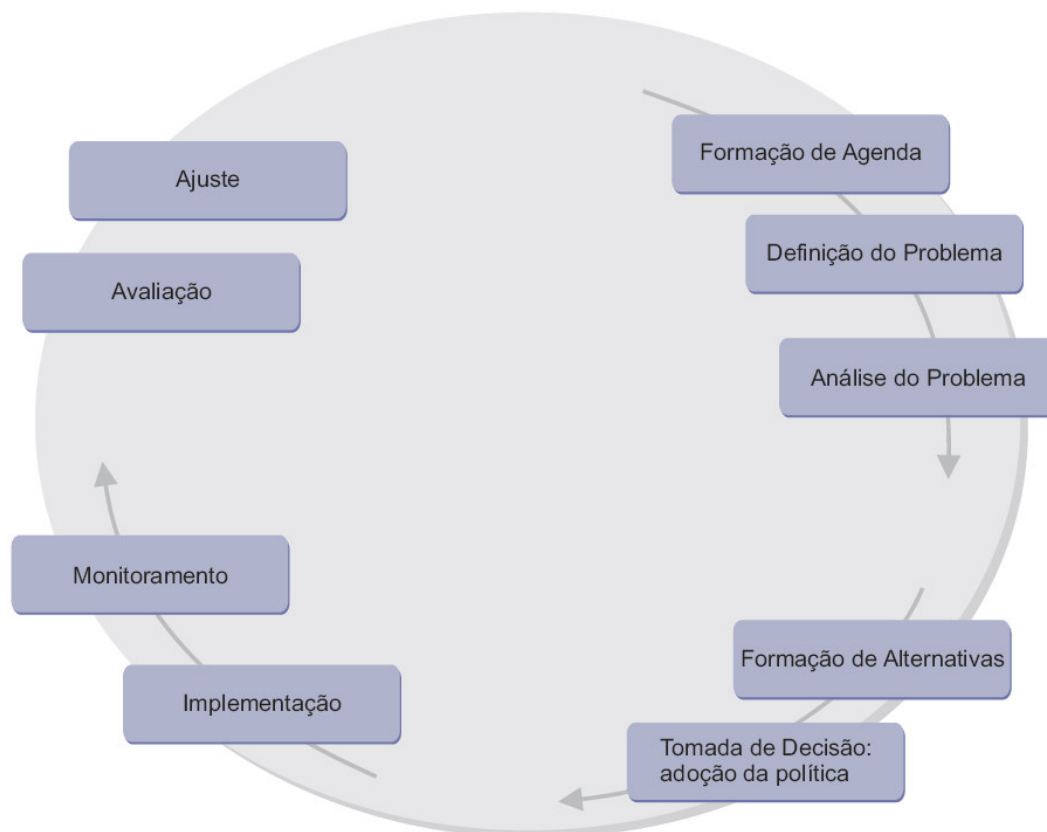 Formação de Agenda
Definição do Problema
Análise do Problema
Formação de Alternativas
Tomada de Decisão:
adoção da política
Implementação
Monitoramento
Avaliação
Ajuste